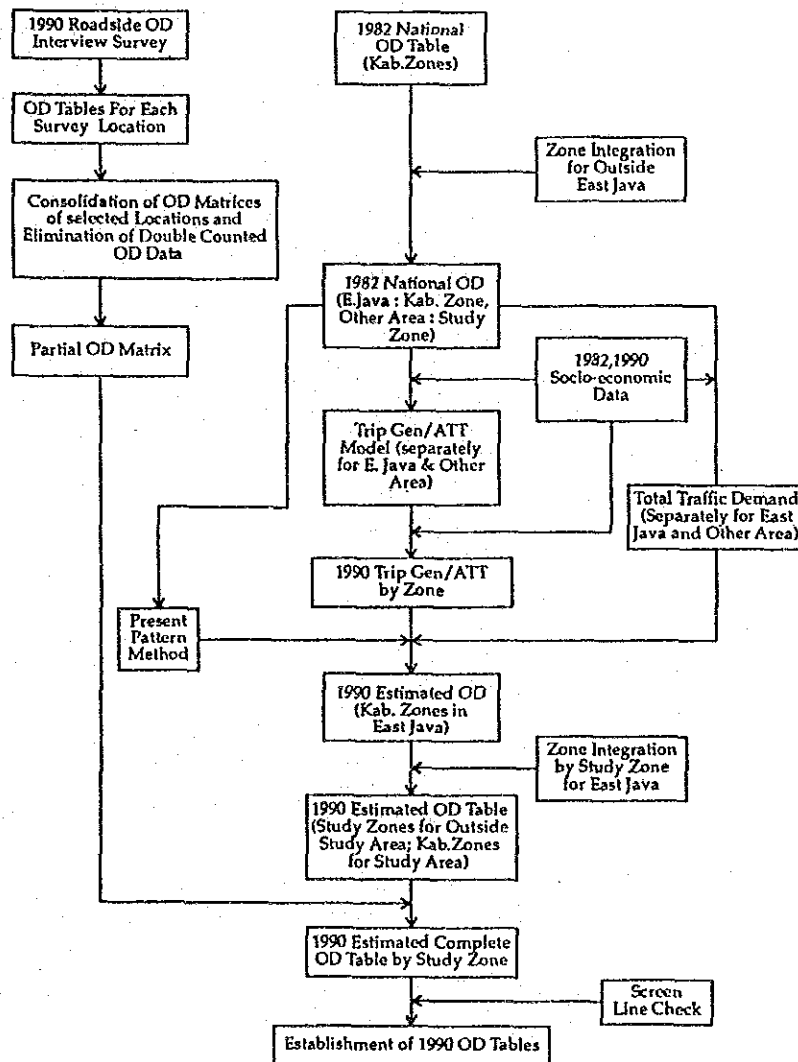 1990 Roadside OD
Interview Survey
OD Tables For Each
Survey Location
Consolidation of OD Matrices
of selected Locations and
Elimination of Double Counted
OD Data
Partial OD Matrix
1982 National
OD Table
(Kab.Zones)
Zone Integration
for Outside
East Java
1982 National OD
(E.Java : Kab. Zone,
Other Area : Study
Zone)
1982,1990
Socio-economic
Data
Trip Gen/ATT
Model (separately
for E. Java & Other
Area)
Total Traffic Demand
(Separately for East
Java and Other Area)
1990 Trip Gen/ATT
by Zone
Present
Pattern
Method
1990 Estimated OD
(Kab. Zones in
East Java)
Zone Integration
by Study Zone
for East Java
1990 Estimated OD Table
(Study Zones for Outside
Study Area; Kab.Zones
for Study Area)
1990 Estimated Complete
OD Table by Study Zone
Screen
Line Check
Establishment of 1990 OD Tables